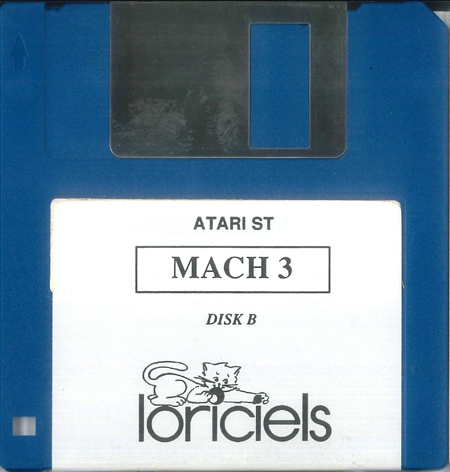 ATARI ST
MACH 3
DISK B
loriciels